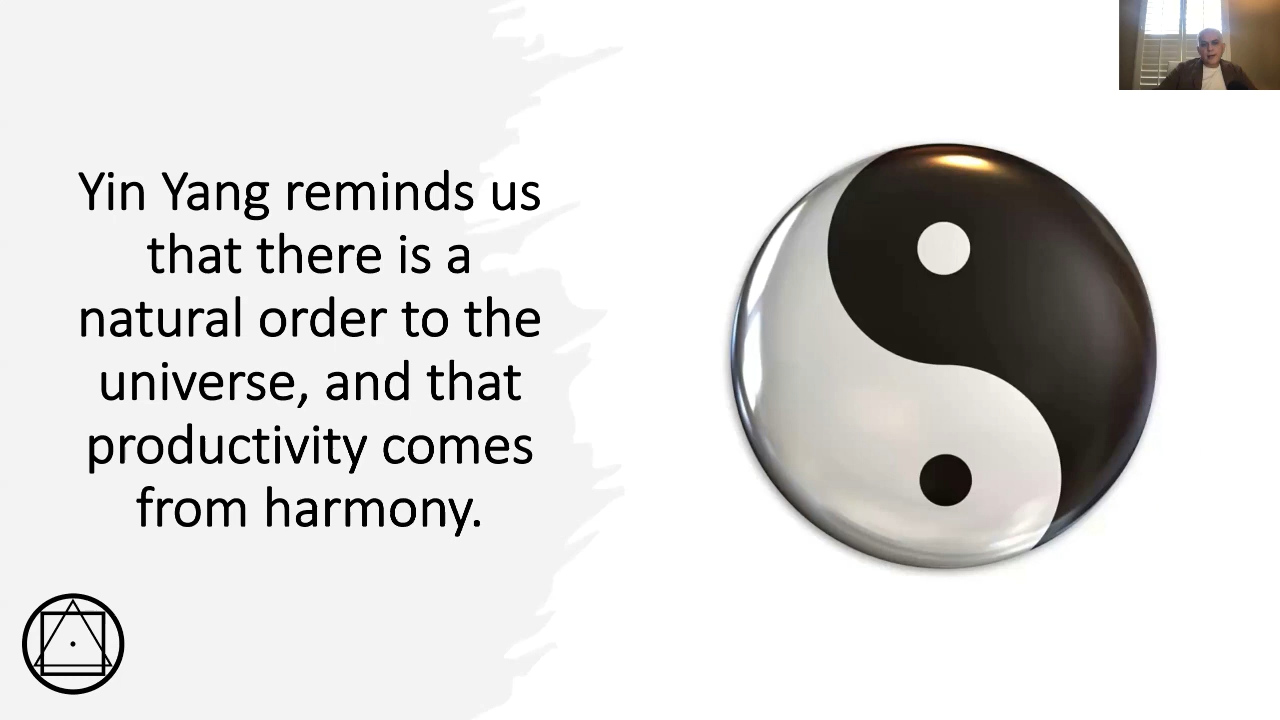 Yin Yang reminds us
that there is a
natural order to the
universe, and that
productivity comes
from harmony.